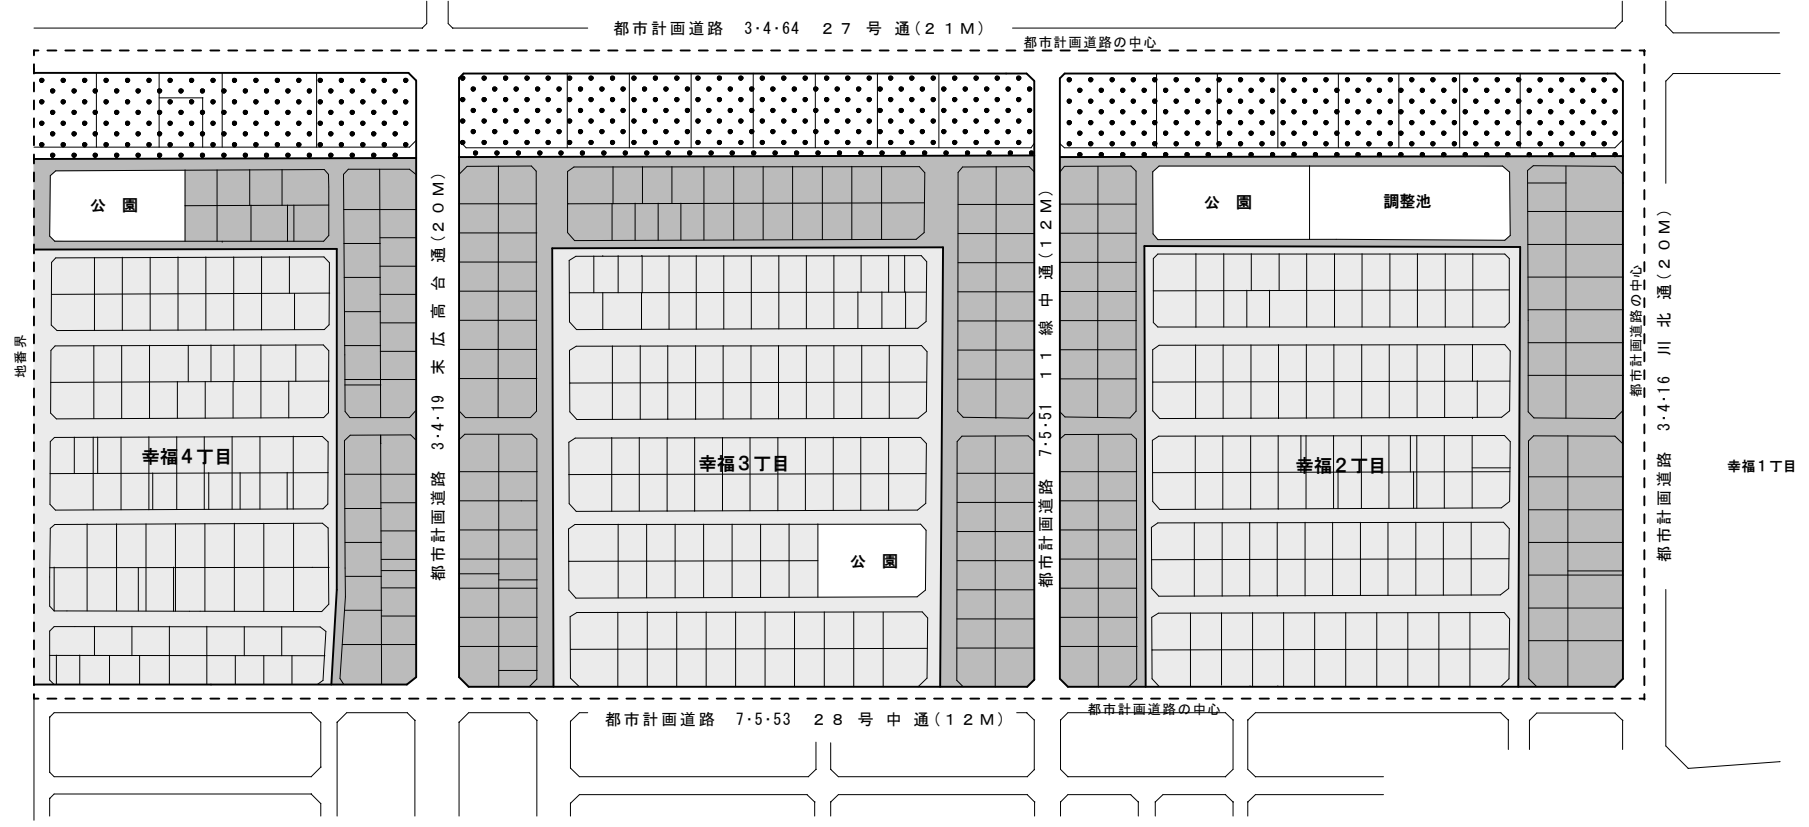 都市計画道路 3・4・64 ２７ 号 通(２１Ｍ)
都市計画道路の中心
公 園
公 園
調整池
都市計画道路 3・4・19 末 広 高 台 通(２０Ｍ)
都市計画道路 7・5・51 １１ 線 中 通(１２Ｍ)
都市計画道路の中心
都市計画道路 3・4・16 川 北 通(２０Ｍ)
地番界
幸福４丁目
幸福３丁目
幸福２丁目
幸福１丁目
公 園
都市計画道路 7・5・53 ２８ 号 中 通(１２Ｍ)
都市計画道路の中心